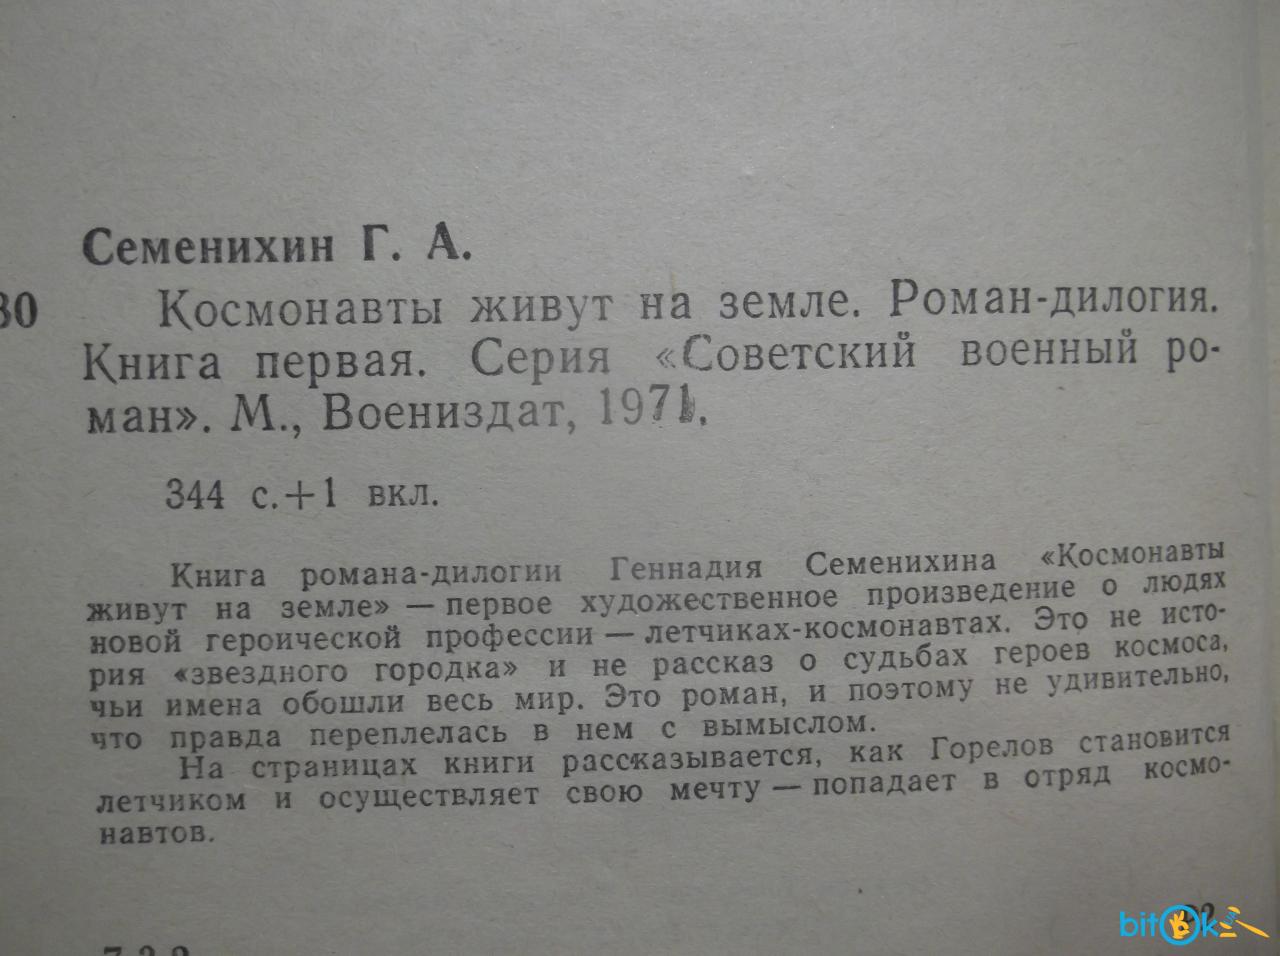 Семенихин Г. А.
30 Космонавты живут на земле. Роман-дилогия.
Книга первая. Серия «Советский военный ро-
ман». М., Воениздат, 1971.
344 с.+1 вкл.
Книга романа-дилогии Геннадия Семенихина «Космонавты
живут на земле» — первое художественное произведение о людях
новой героической профессии — летчиках-космонавтах. Это не исто-
рия «звездного городка» и не рассказ о судьбах героев космоса,
чьи имена обошли весь мир. Это роман, и поэтому не удивительно,
что правда переплелась в нем с вымыслом.
На страницах книги рассказывается, как Горелов становится
летчиком и осуществляет свою мечту — попадает в отряд космо-
навтов.
7-3-2